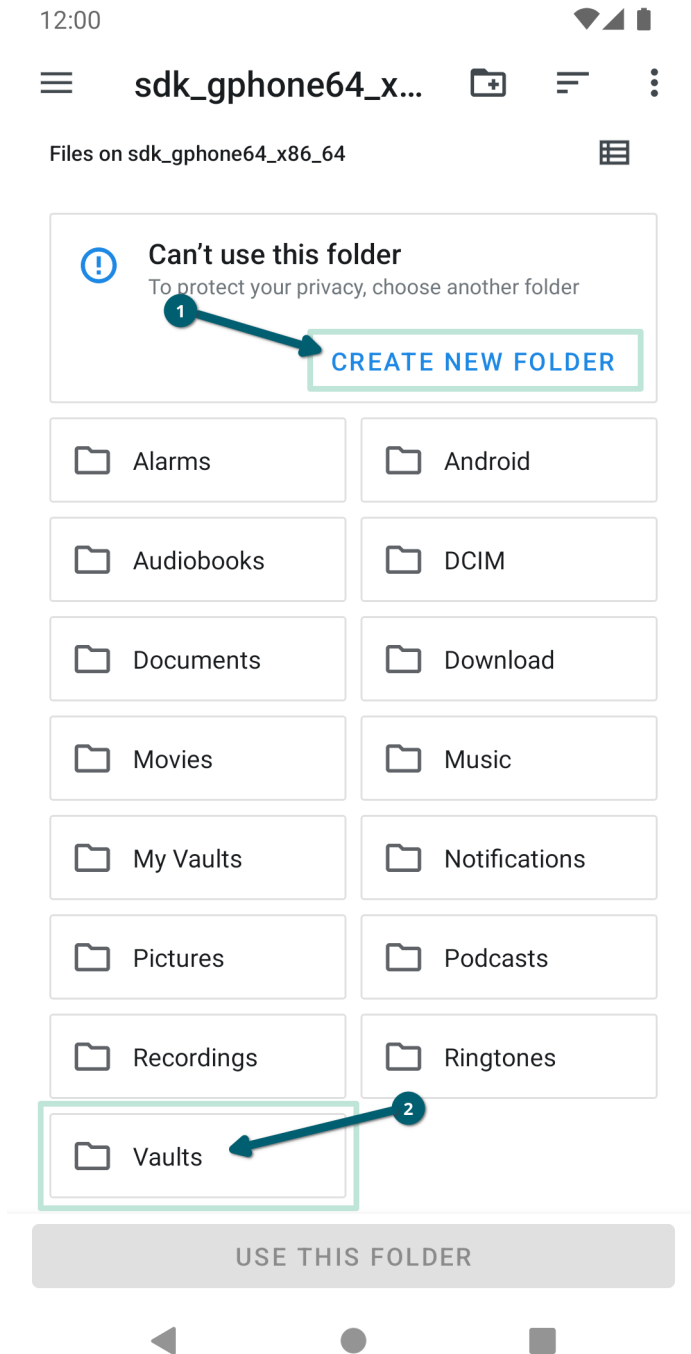 12:00
sdk_gphone64_x...
Files on sdk_gphone64_x86_64
Can’t use this folder
To protect your privacy, choose another folder
1
CREATE NEW FOLDER
Alarms
Android
Audiobooks
DCIM
Documents
Download
Movies
Music
My Vaults
Notifications
Pictures
Podcasts
Recordings
Ringtones
2
Vaults
USE THIS FOLDER